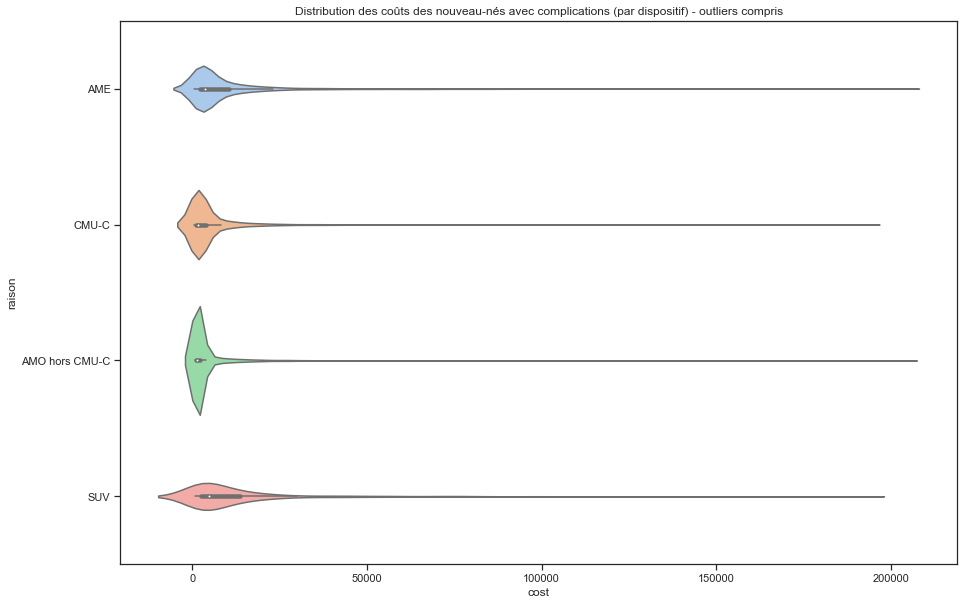 Distribution des coûts des nouveau-nés avec complications (par dispositif) - outliers compris
AME
CMU-C
raison
AMO hors CMU-C
SUV
0 50000 100000 150000 200000
cost